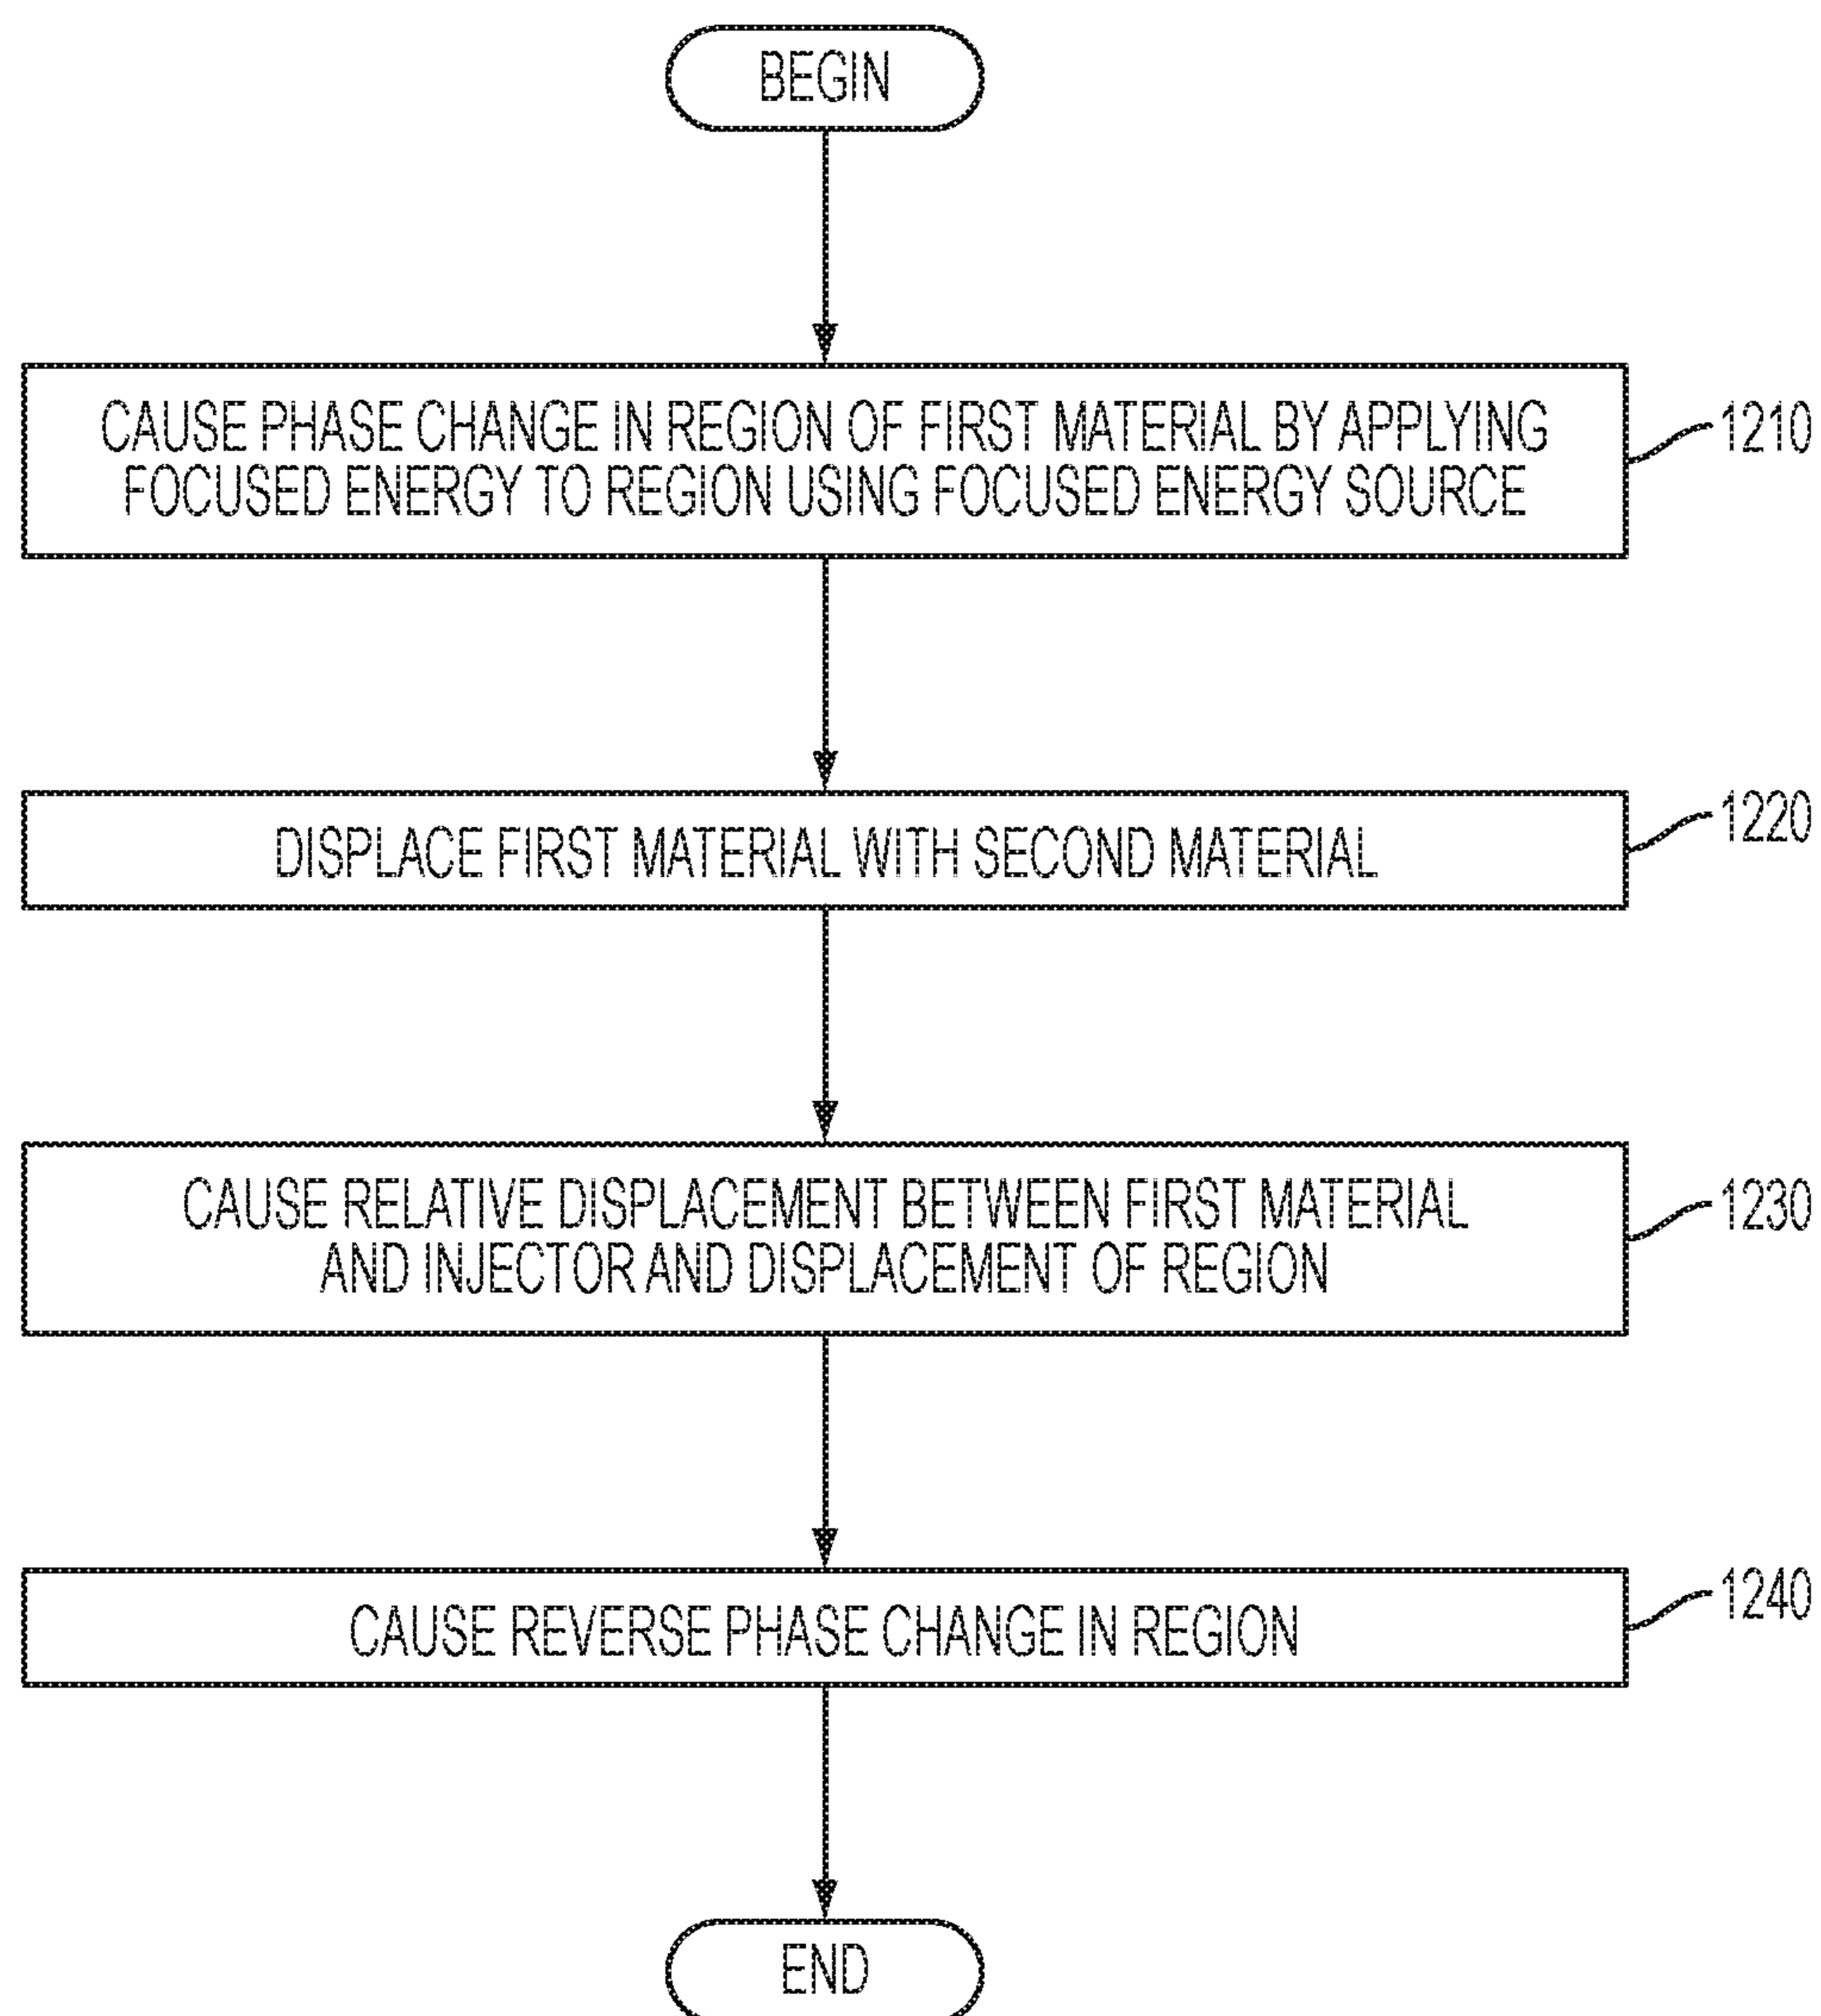 BEGIN
CAUSE PHASE CHANGE IN REGION OF FIRST MATERIAL BY APPLYING
FOCUSED ENERGY TO REGION USING FOCUSED ENERGY SOURCE
1210
DISPLACE FIRST MATERIAL WITH SECOND MATERIAL
1220
CAUSE RELATIVE DISPLACEMENT BETWEEN FIRST MATERIAL
AND INJECTOR AND DISPLACEMENT OF REGION
1230
CAUSE REVERSE PHASE CHANGE IN REGION
1240
END